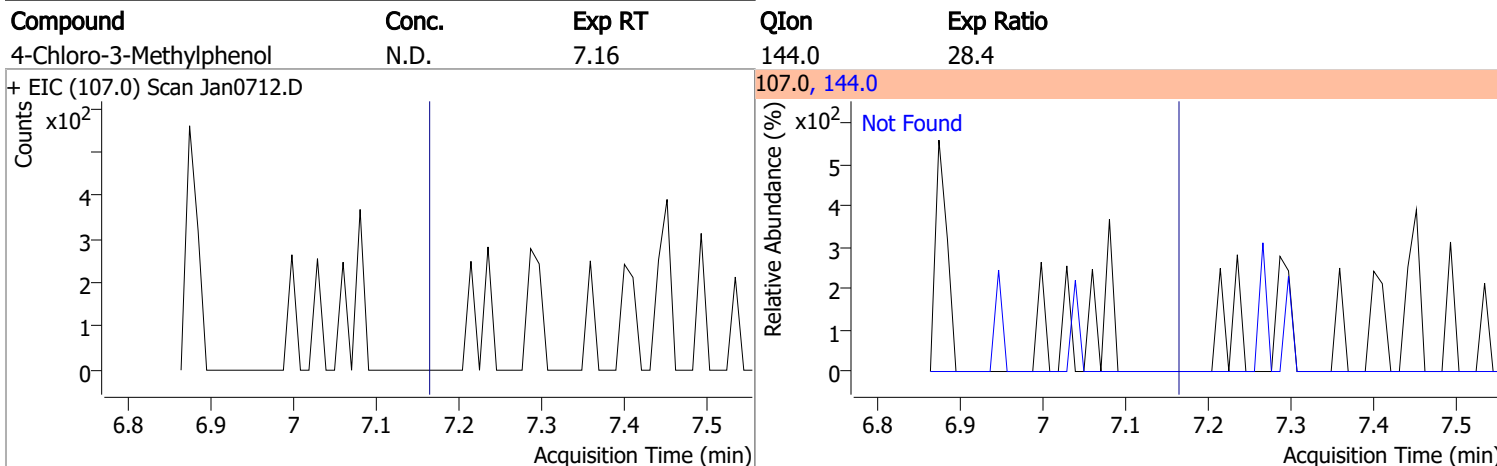 Compound Conc. Exp RT QIon Exp Ratio
4-Chloro-3-Methylphenol N.D. 7.16 144.0 28.4
+ EIC (107.0) Scan Jan0712.D
Counts
x10²
4
3
2
1
0
6.8 6.9 7 7.1 7.2 7.3 7.4 7.5
Acquisition Time (min)
107.0, 144.0
Relative Abundance (%)
x10²
Not Found
5
4
3
2
1
0
6.8 6.9 7 7.1 7.2 7.3 7.4 7.5
Acquisition Time (min)